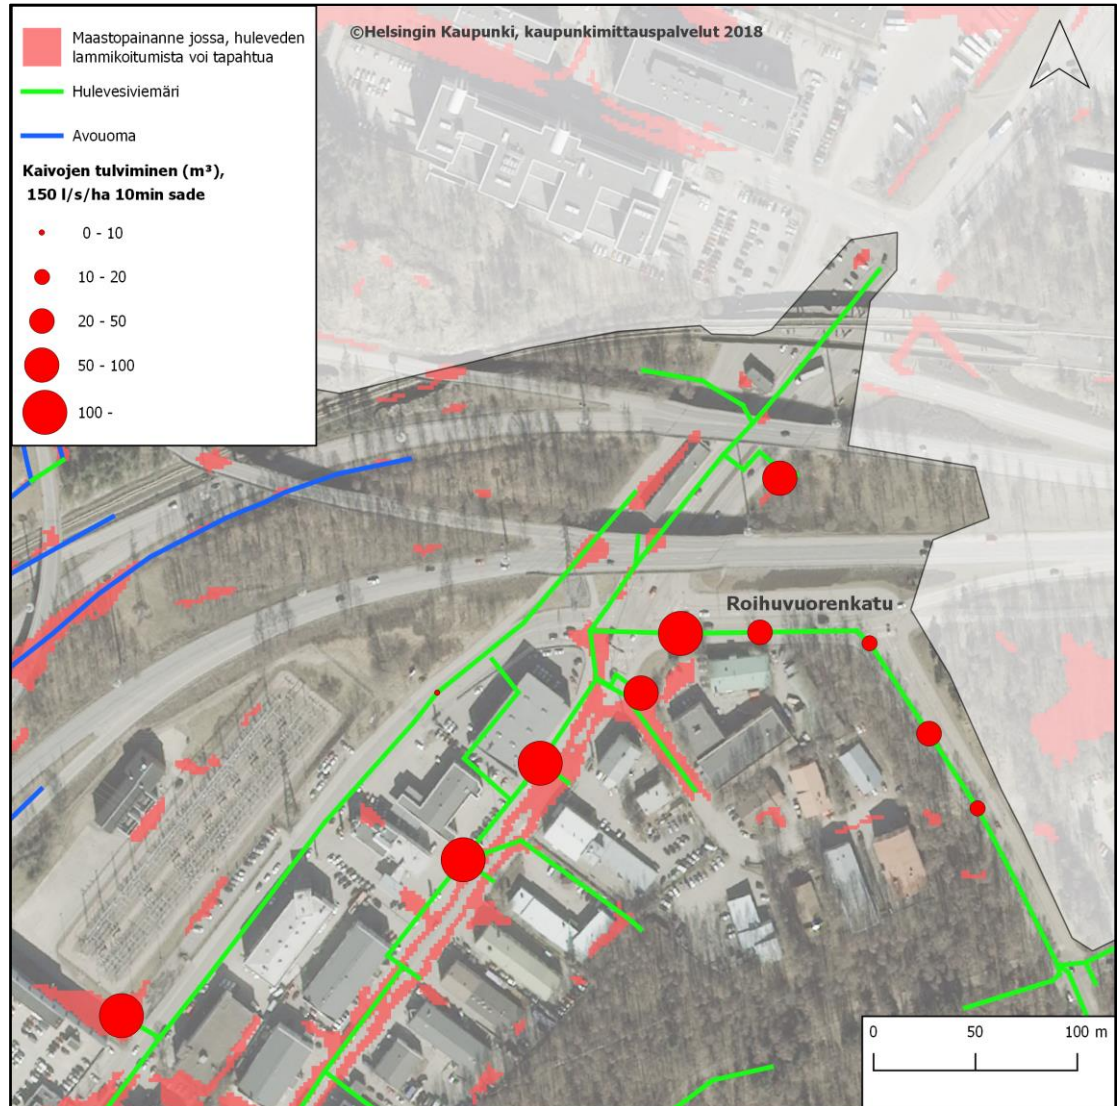 ©Helsingin Kaupunki, kaupunkimittauspalvelut 2018
Maastopainanne jossa, huleveden
lammikoitumista voi tapahtua
Hulevesiviemäri
Avouoma
Kaivojen tulviminen (m³),
150 l/s/ha 10min sade
0 - 10
10 - 20
20 - 50
50 - 100
100 -
Roihuvuorenkatu
0 50 100 m